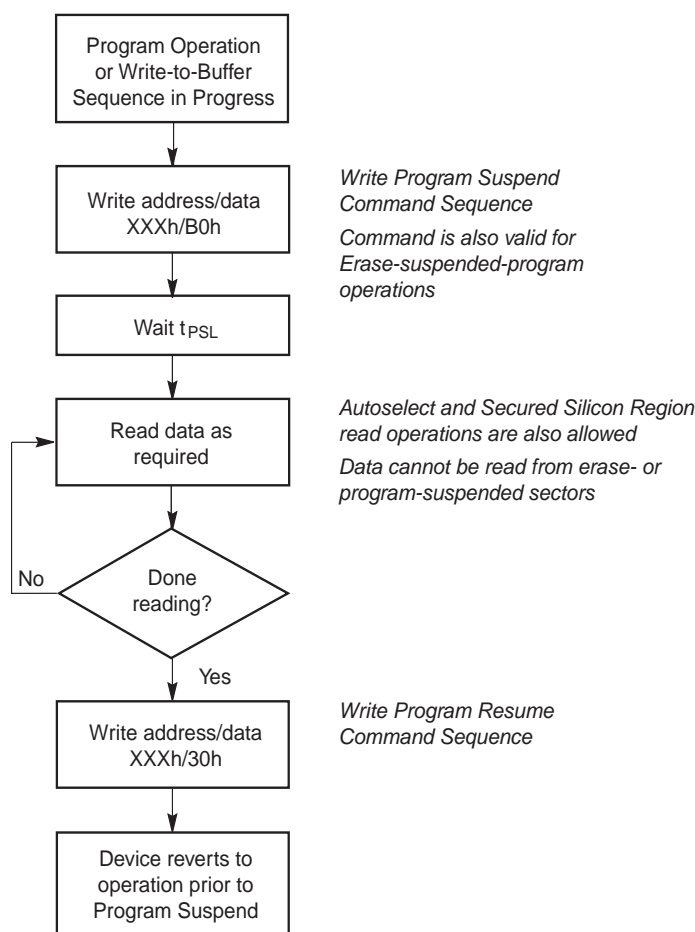 Program Operation
or Write-to-Buffer
Sequence in Progress
Write address/data
XXXh/B0h
Write Program Suspend
Command Sequence
Command is also valid for
Erase-suspended-program
operations
Wait tPSL
Read data as
required
Autoselect and Secured Silicon Region
read operations are also allowed
Data cannot be read from erase- or
program-suspended sectors
No
Done
reading?
Yes
Write address/data
XXXh/30h
Write Program Resume
Command Sequence
Device reverts to
operation prior to
Program Suspend